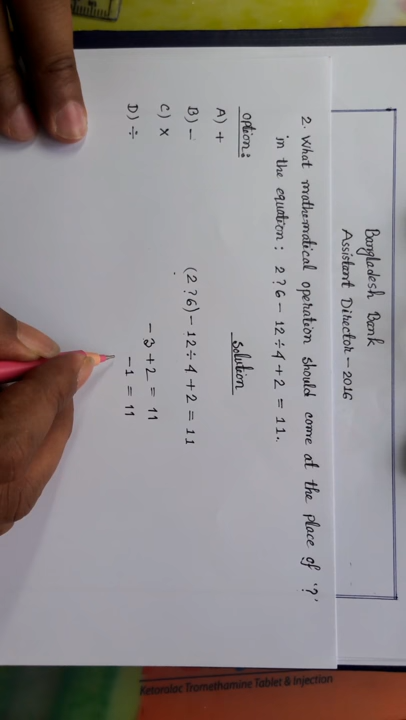 Bangladesh Bank
Assistant Director – 2016
2. What mathematical operation should come at the place of '?'
in the equation : 2 ? 6 – 12 ÷ 4 + 2 = 11.
option:
A) +
B) –
C) ×
D) ÷
Solution
(2 ? 6) – 12 ÷ 4 + 2 = 11
– 3 + 2 = 11
– 1 = 11
Ketorolac Tromethamine Tablet & Injection